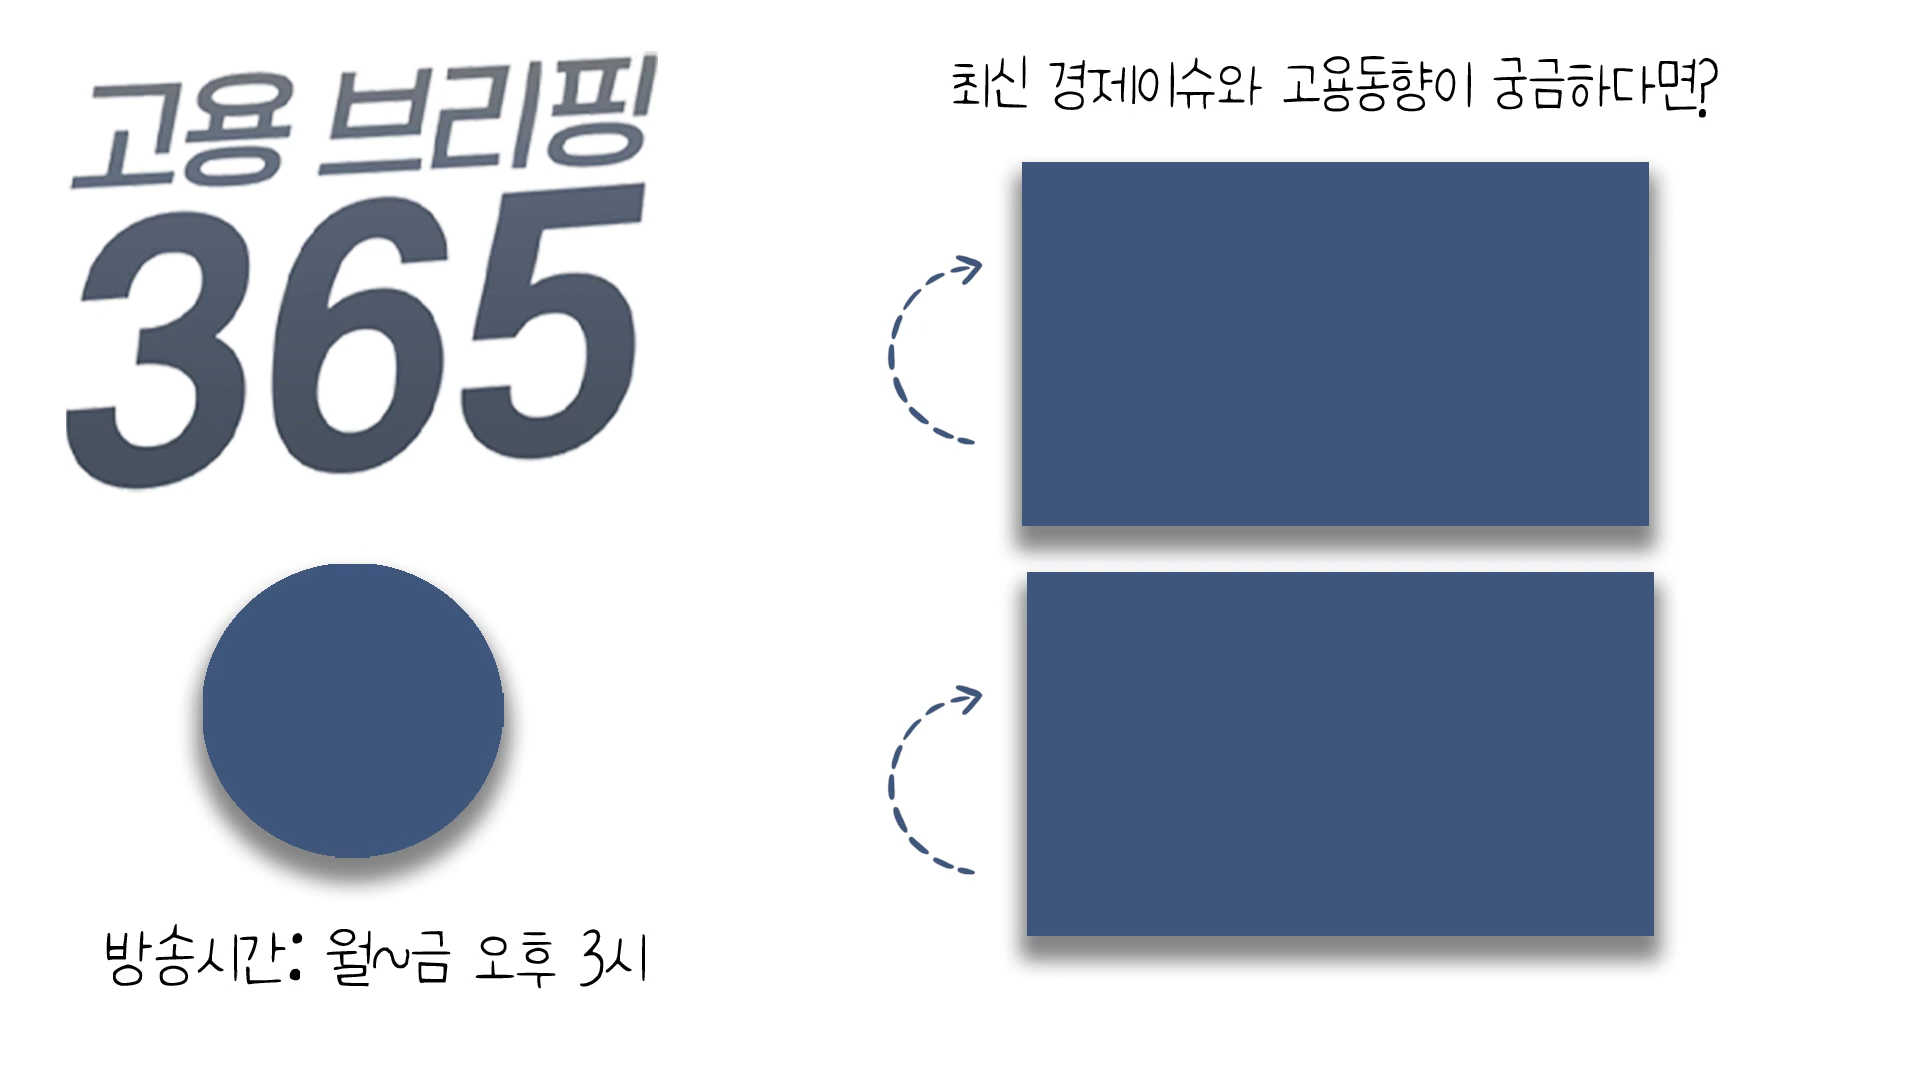 고용 브리핑
365
방송시간: 월~금 오후 3시
최신 경제이슈와 고용동향이 궁금하다면?